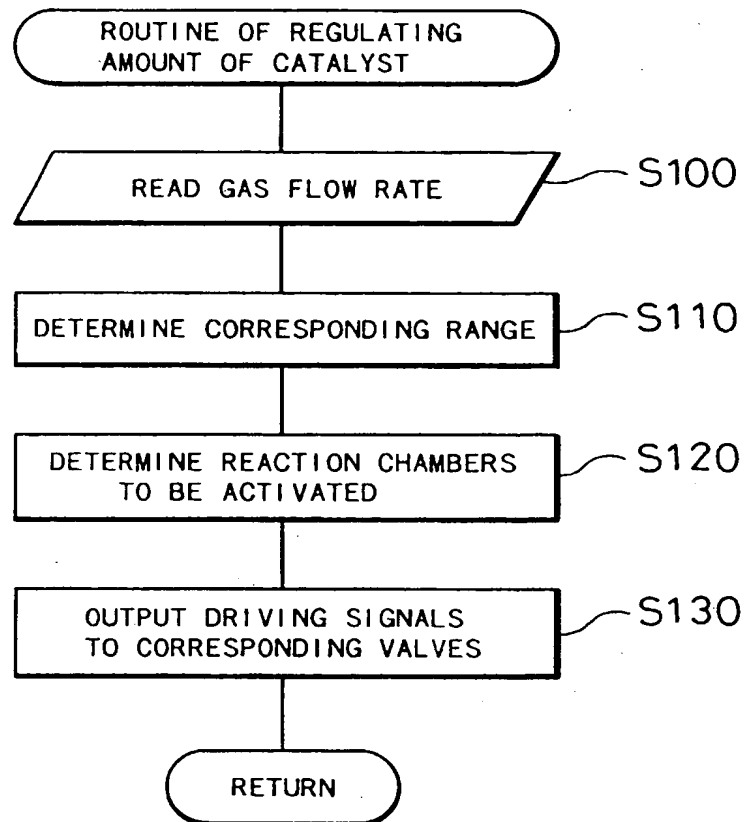 ROUTINE OF REGULATING
AMOUNT OF CATALYST
READ GAS FLOW RATE
S100
DETERMINE CORRESPONDING RANGE
S110
DETERMINE REACTION CHAMBERS
TO BE ACTIVATED
S120
OUTPUT DRIVING SIGNALS
TO CORRESPONDING VALVES
S130
RETURN